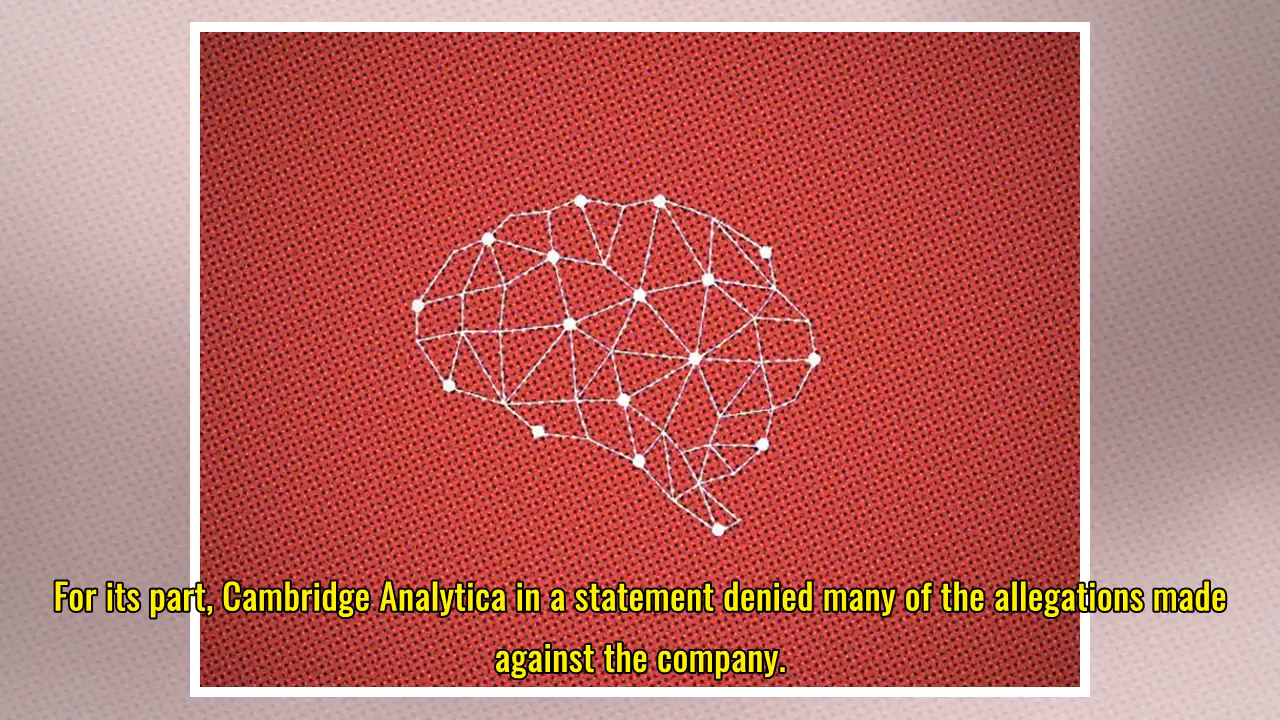 For its part, Cambridge Analytica in a statement denied many of the allegations made
against the company.